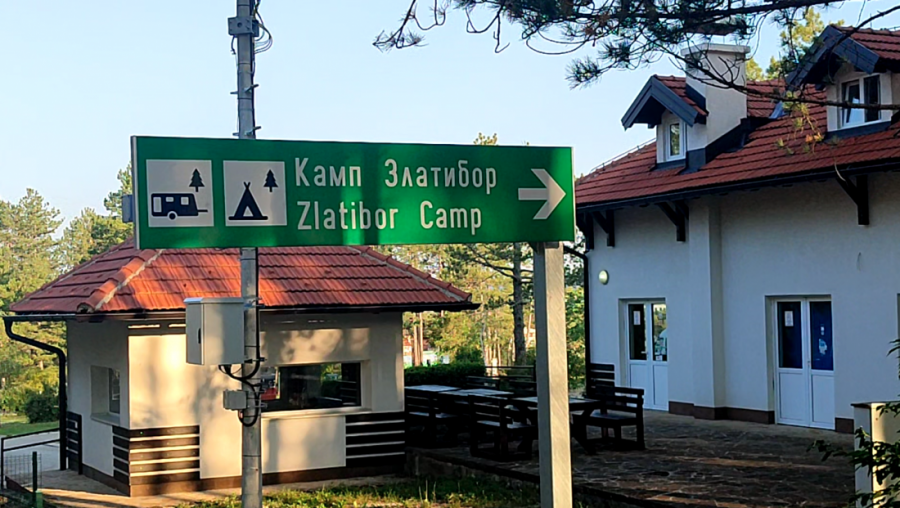 Камп Златибор
Zlatibor Camp